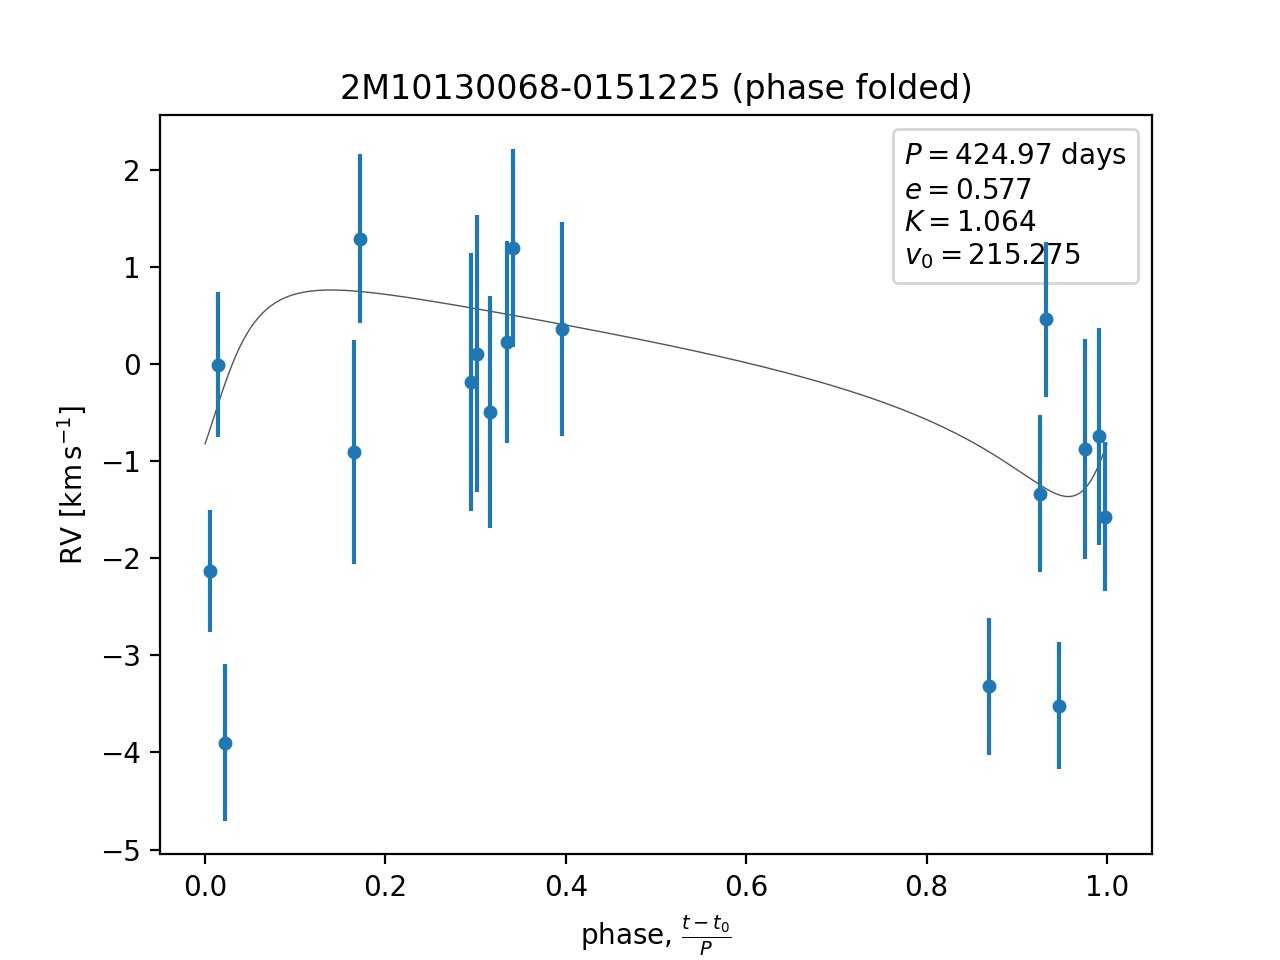 2M10130068-0151225 (phase folded)
P = 424.97 days
e = 0.577
K = 1.064
v₀ = 215.275
2
1
0
−1
−2
−3
−4
−5
RV [km s⁻¹]
0.0 0.2 0.4 0.6 0.8 1.0
phase, (t − t₀)/P